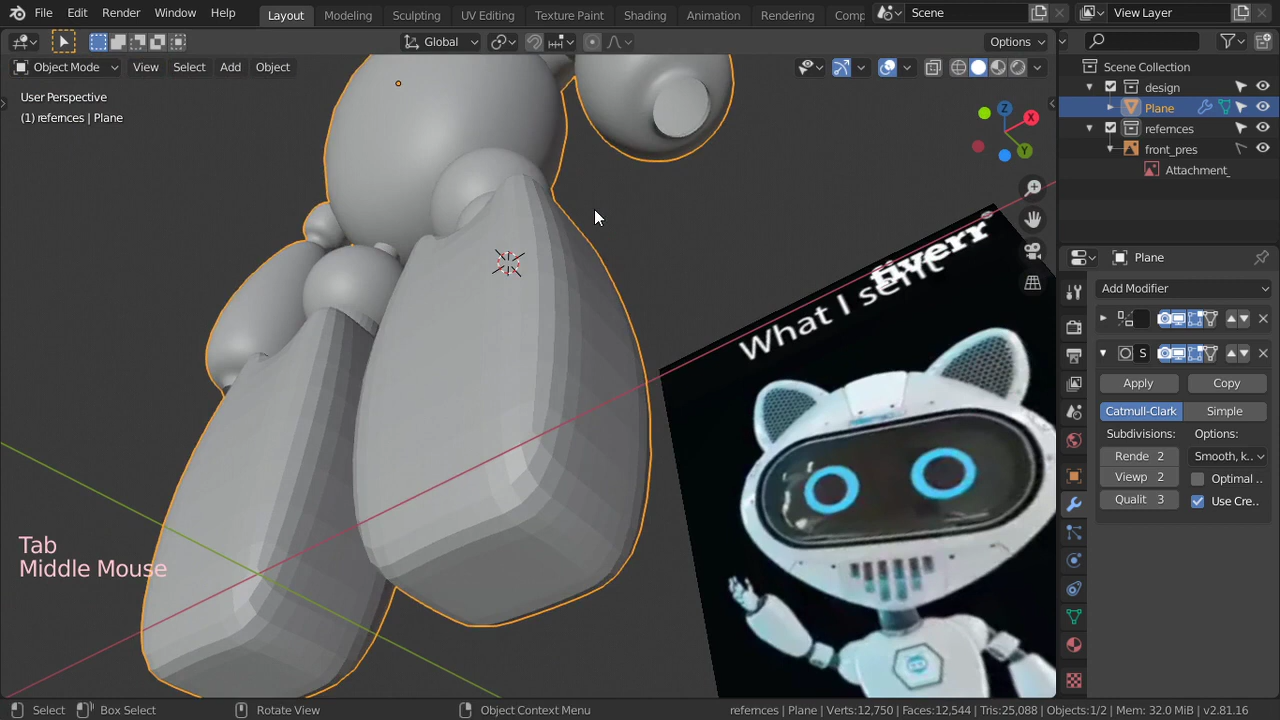 File Edit Render Window Help Layout Modeling Sculpting UV Editing Texture Paint Shading Animation Rendering Comp Scene View Layer
Global Options
Object Mode View Select Add Object
User Perspective
(1) refernces | Plane
Z
X
Y
Scene Collection
design
Plane
refernces
front_pres
Attachment_
Plane
Add Modifier
S
Apply Copy
Catmull-Clark Simple
Subdivisions: Options:
Rende 2 Smooth, k..
Viewp 2 Optimal ..
Qualit 3 Use Cre..
fiverr
What I sent
Tab
Middle Mouse
Select Box Select Rotate View Object Context Menu refernces | Plane | Verts:12,750 | Faces:12,544 | Tris:25,088 | Objects:1/2 | Mem: 32.0 MiB | v2.81.16